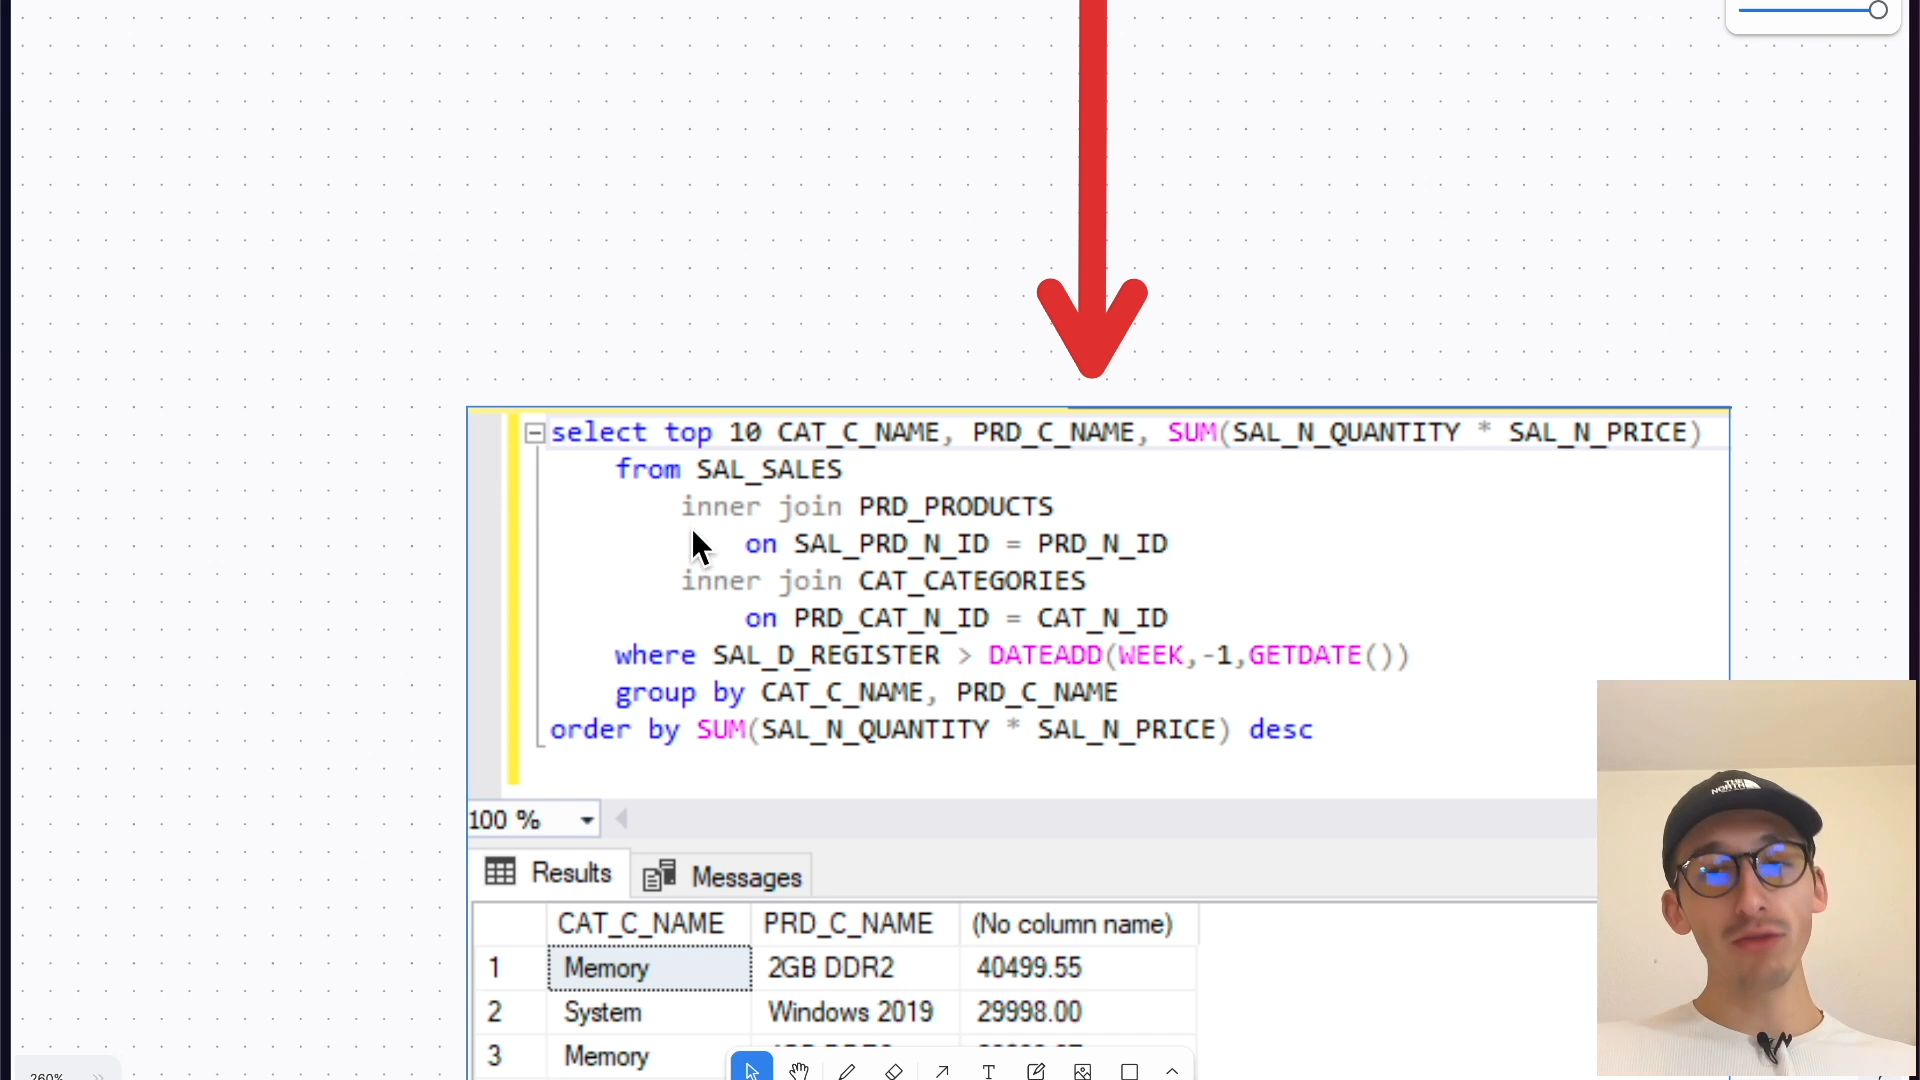 select top 10 CAT_C_NAME, PRD_C_NAME, SUM(SAL_N_QUANTITY * SAL_N_PRICE)
from SAL_SALES
inner join PRD_PRODUCTS
on SAL_PRD_N_ID = PRD_N_ID
inner join CAT_CATEGORIES
on PRD_CAT_N_ID = CAT_N_ID
where SAL_D_REGISTER > DATEADD(WEEK,-1,GETDATE())
group by CAT_C_NAME, PRD_C_NAME
order by SUM(SAL_N_QUANTITY * SAL_N_PRICE) desc
100 %
Results Messages
CAT_C_NAME PRD_C_NAME (No column name)
1 Memory 2GB DDR2 40499.55
2 System Windows 2019 29998.00
3 Memory
260%
THE NORTH